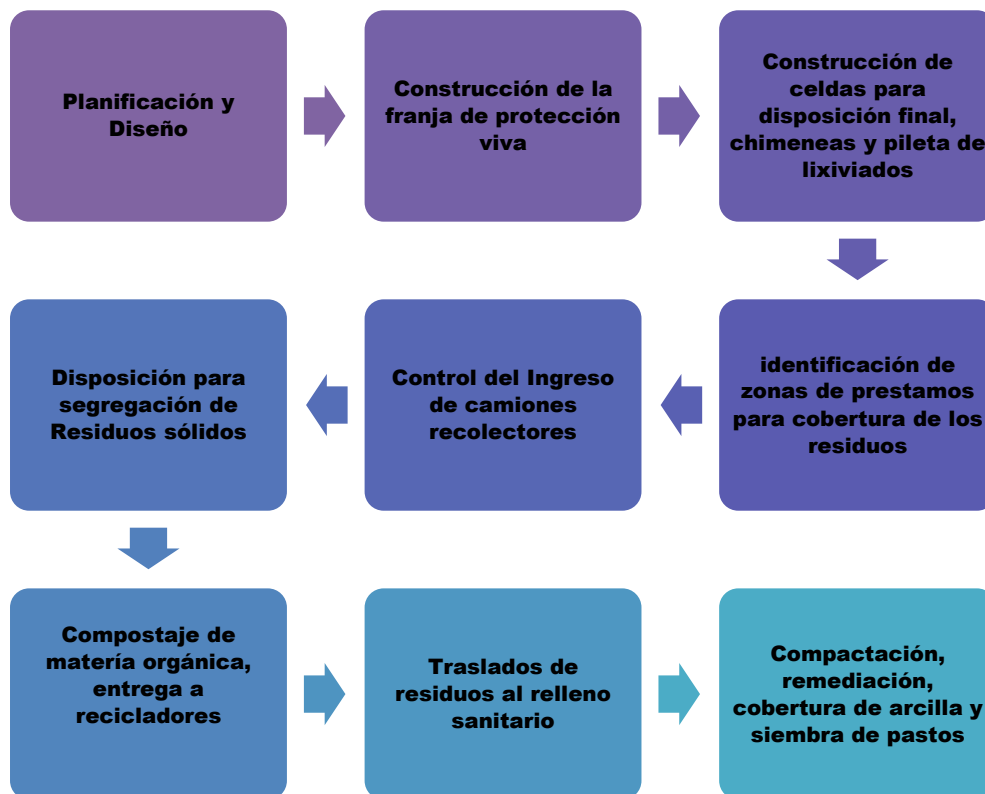 Planificación y
Diseño
Construcción de la
franja de protección
viva
Construcción de
celdas para
disposición final,
chimeneas y pileta de
lixiviados
identificación de
zonas de prestamos
para cobertura de los
residuos
Control del Ingreso
de camiones
recolectores
Disposición para
segregación de
Residuos sólidos
Compostaje de
matería orgánica,
entrega a
recicladores
Traslados de
residuos al relleno
sanitario
Compactación,
remediación,
cobertura de arcilla y
siembra de pastos